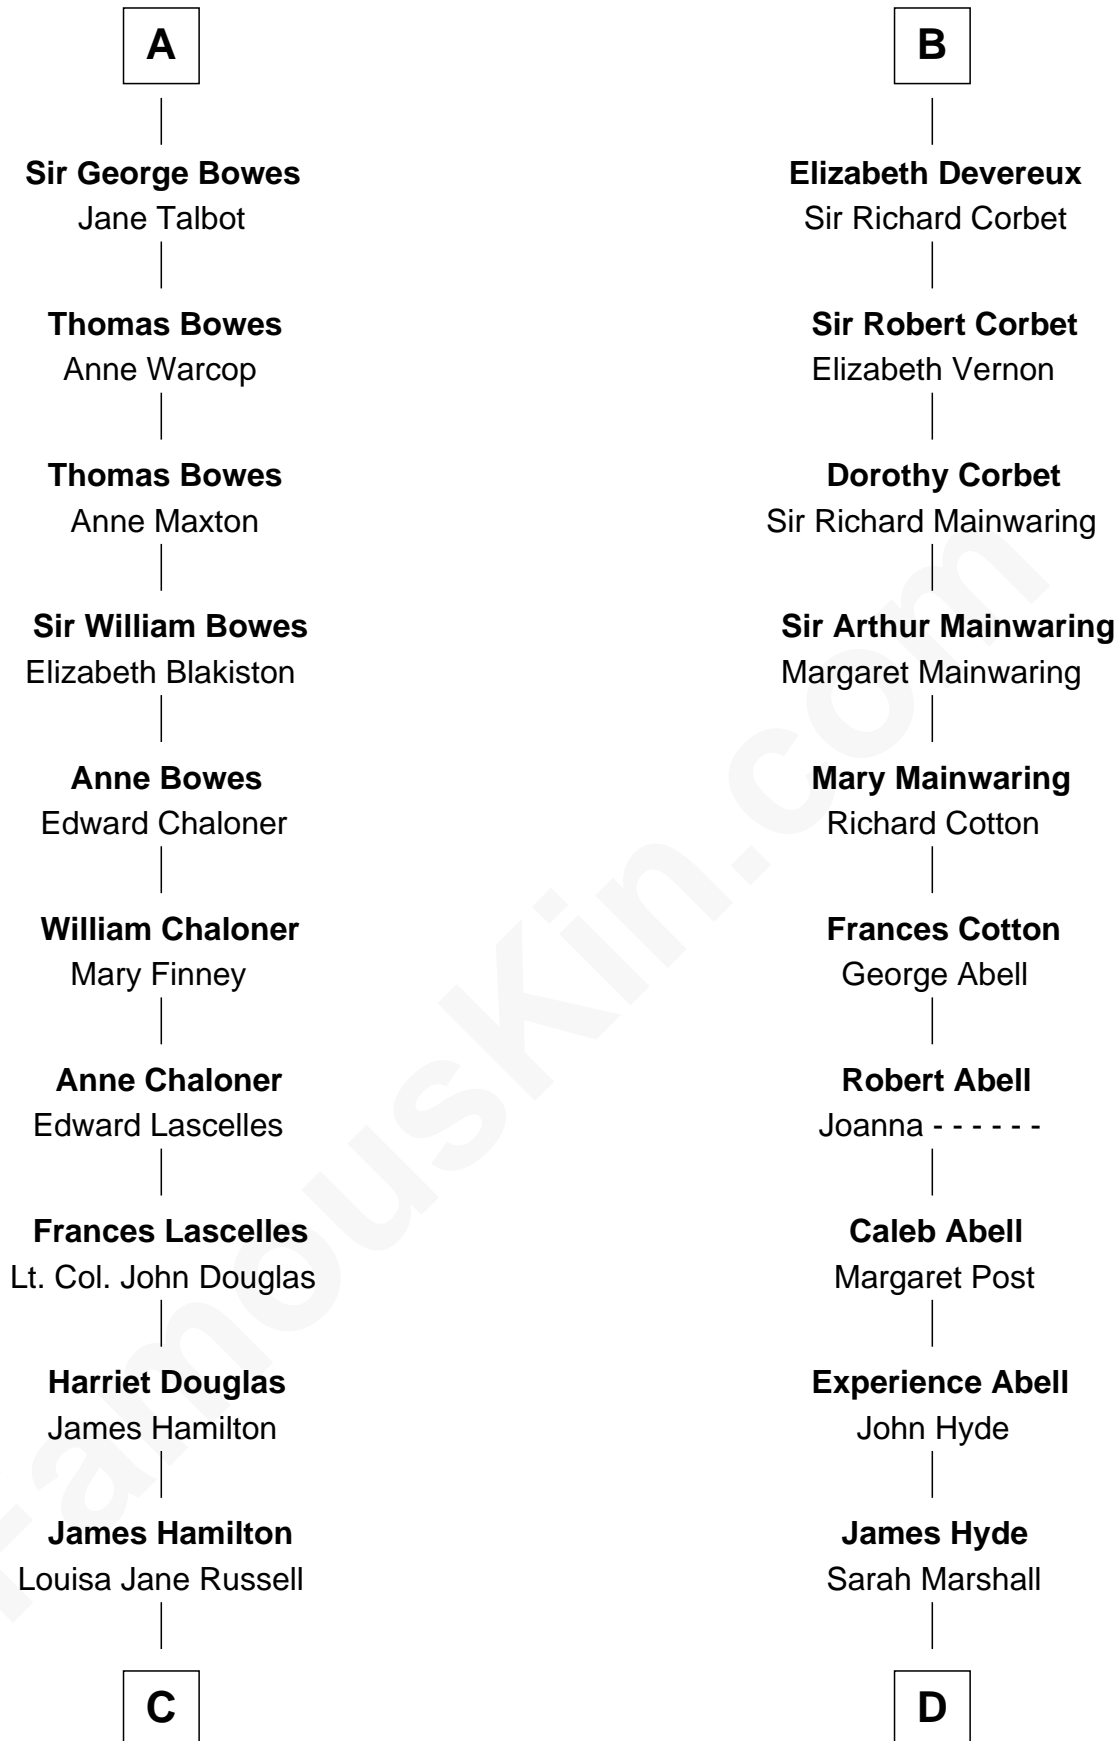 A
Sir George Bowes
Jane Talbot
Thomas Bowes
Anne Warcop
Thomas Bowes
Anne Maxton
Sir William Bowes
Elizabeth Blakiston
Anne Bowes
Edward Chaloner
William Chaloner
Mary Finney
Anne Chaloner
Edward Lascelles
Frances Lascelles
Lt. Col. John Douglas
Harriet Douglas
James Hamilton
James Hamilton
Louisa Jane Russell
C
B
Elizabeth Devereux
Sir Richard Corbet
Sir Robert Corbet
Elizabeth Vernon
Dorothy Corbet
Sir Richard Mainwaring
Sir Arthur Mainwaring
Margaret Mainwaring
Mary Mainwaring
Richard Cotton
Frances Cotton
George Abell
Robert Abell
Joanna - - - - - -
Caleb Abell
Margaret Post
Experience Abell
John Hyde
James Hyde
Sarah Marshall
D
FamousKin.com